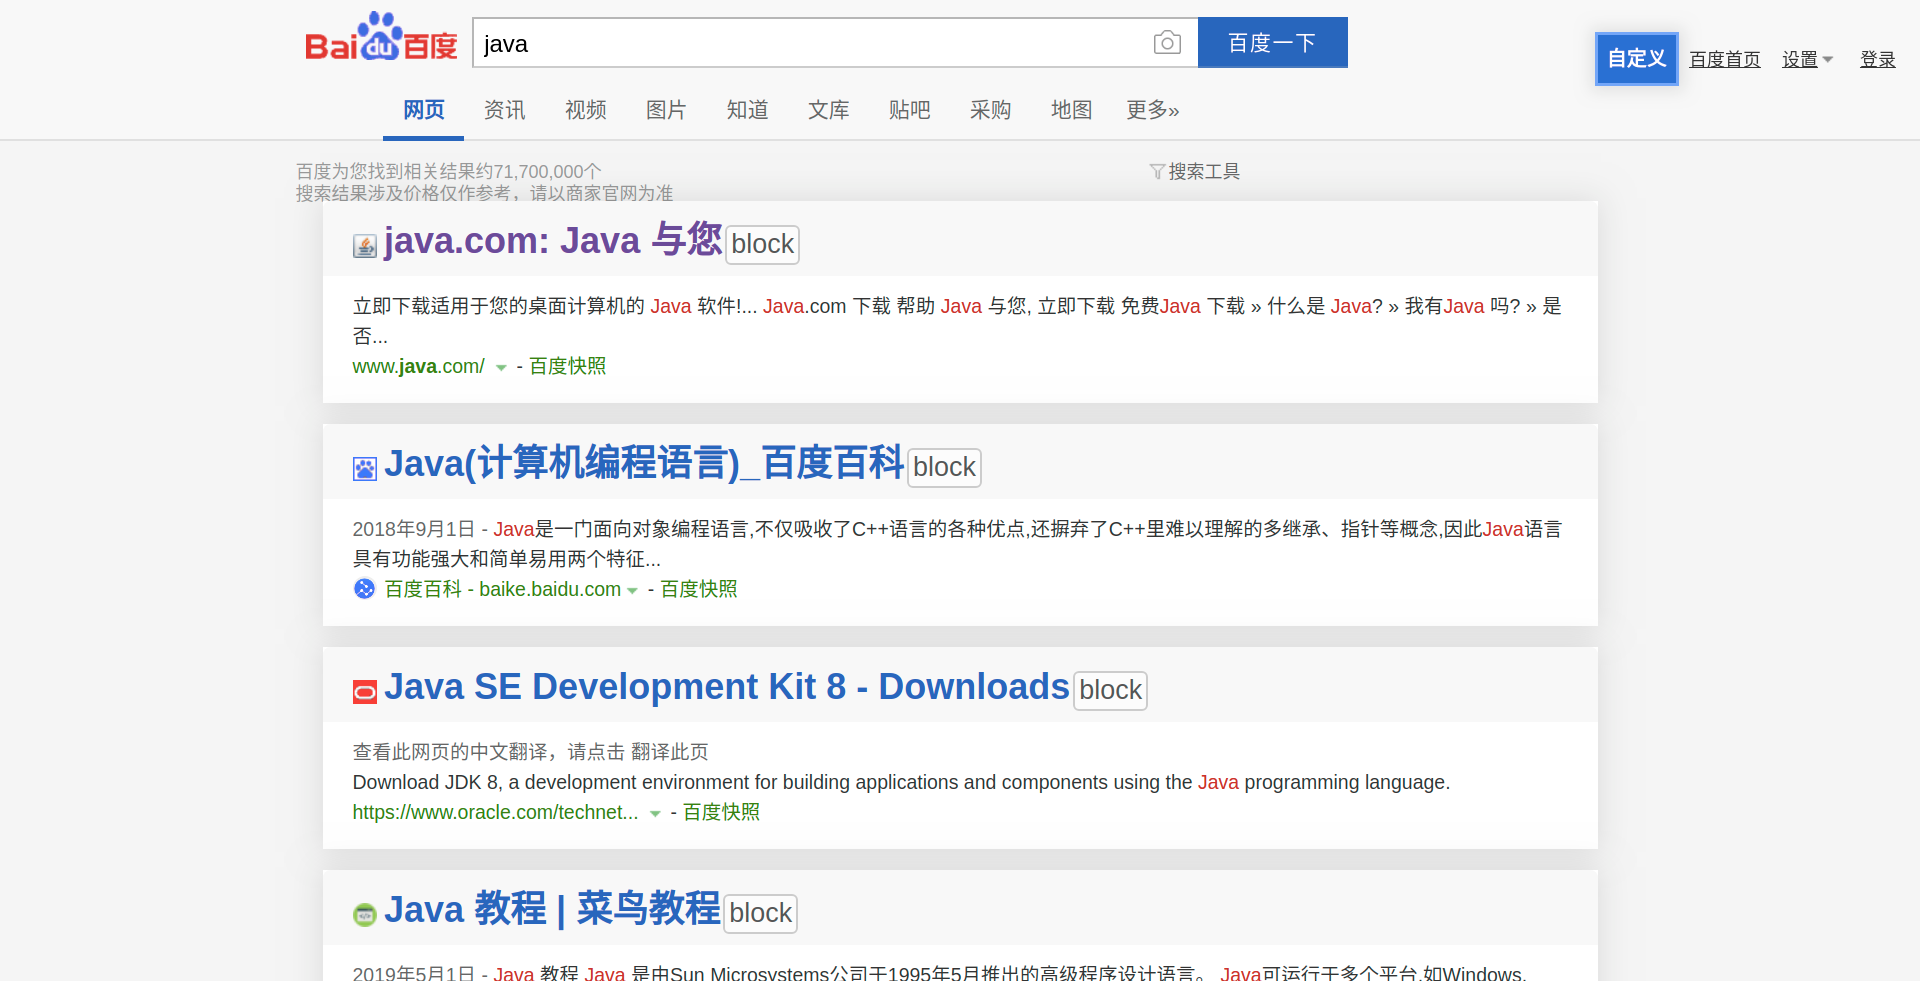 Bai du 百度
java
百度一下
自定义 百度首页 设置 登录
网页 资讯 视频 图片 知道 文库 贴吧 采购 地图 更多»
百度为您找到相关结果约71,700,000个 搜索工具
搜索结果涉及价格仅作参考，请以商家官网为准
java.com: Java 与您 block
立即下载适用于您的桌面计算机的 Java 软件!... Java.com 下载 帮助 Java 与您, 立即下载 免费Java 下载 » 什么是 Java? » 我有Java 吗? » 是
否...
www.java.com/ - 百度快照
Java(计算机编程语言)_百度百科 block
2018年9月1日 - Java是一门面向对象编程语言,不仅吸收了C++语言的各种优点,还摒弃了C++里难以理解的多继承、指针等概念,因此Java语言
具有功能强大和简单易用两个特征...
百度百科 - baike.baidu.com - 百度快照
Java SE Development Kit 8 - Downloads block
查看此网页的中文翻译，请点击 翻译此页
Download JDK 8, a development environment for building applications and components using the Java programming language.
https://www.oracle.com/technet... - 百度快照
Java 教程 | 菜鸟教程 block
2019年5月1日 - Java 教程 Java 是由Sun Microsystems公司于1995年5月推出的高级程序设计语言。 Java可运行于多个平台,如Windows,